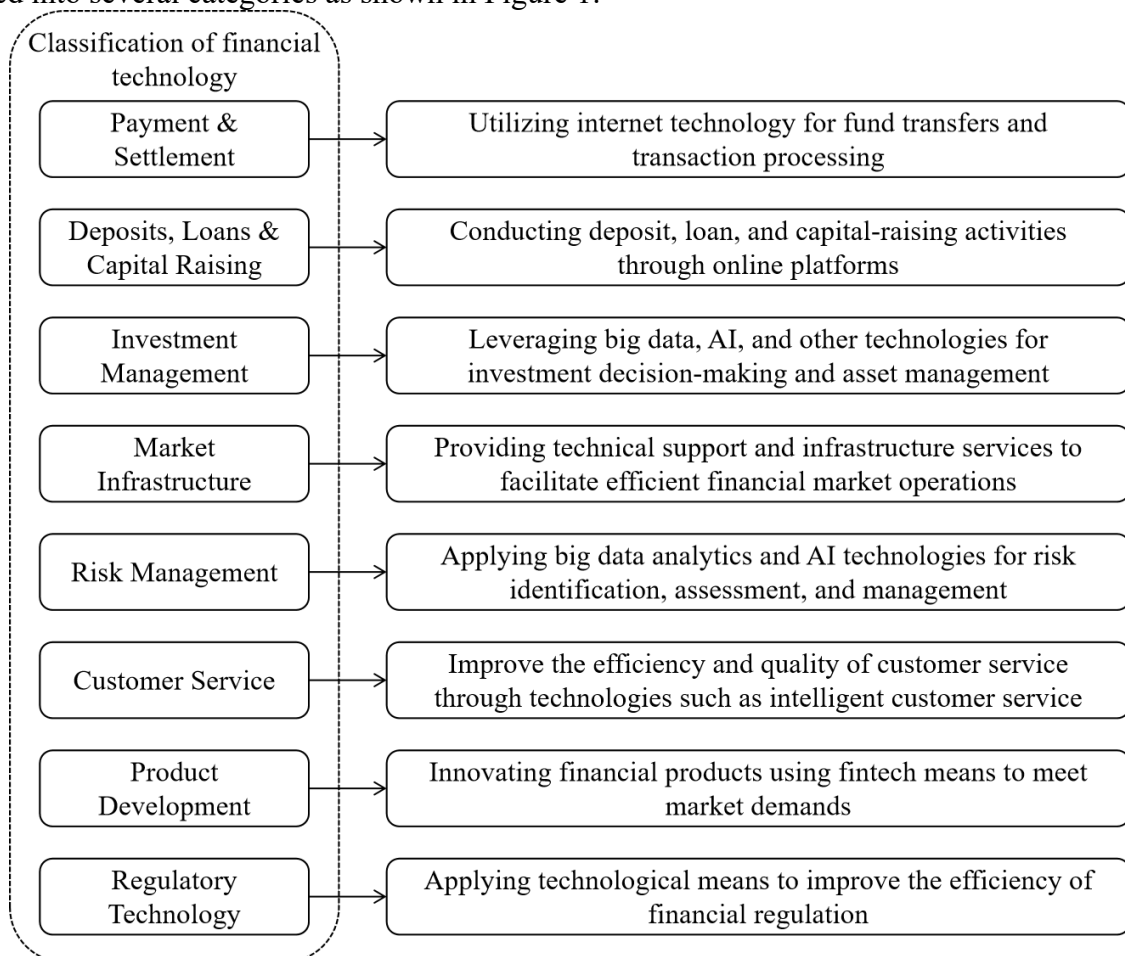 ed into several categories as shown in Figure 1.
Classification of financial
technology
Payment &
Settlement
Utilizing internet technology for fund transfers and
transaction processing
Deposits, Loans &
Capital Raising
Conducting deposit, loan, and capital-raising activities
through online platforms
Investment
Management
Leveraging big data, AI, and other technologies for
investment decision-making and asset management
Market
Infrastructure
Providing technical support and infrastructure services to
facilitate efficient financial market operations
Risk Management
Applying big data analytics and AI technologies for risk
identification, assessment, and management
Customer Service
Improve the efficiency and quality of customer service
through technologies such as intelligent customer service
Product
Development
Innovating financial products using fintech means to meet
market demands
Regulatory
Technology
Applying technological means to improve the efficiency of
financial regulation